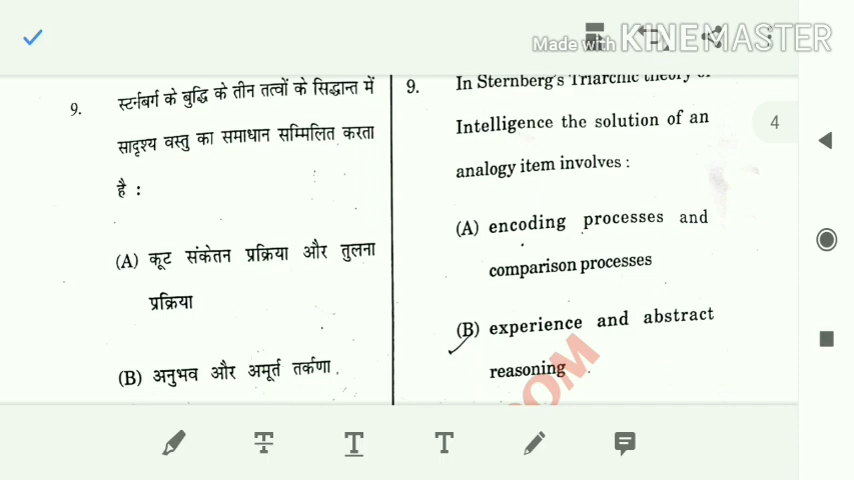 Made with KINEMASTER
9.
स्टर्नबर्ग के बुद्धि के तीन तत्वों के सिद्धान्त में
सादृश्य वस्तु का समाधान सम्मिलित करता
है :
(A) कूट संकेतन प्रक्रिया और तुलना
प्रक्रिया
(B) अनुभव और अमूर्त तर्कणा .
9.
In Sternberg's Triarchic theory of
Intelligence the solution of an
analogy item involves :
(A) encoding processes and
comparison processes
(B) experience and abstract
reasoning
4
T
T
T